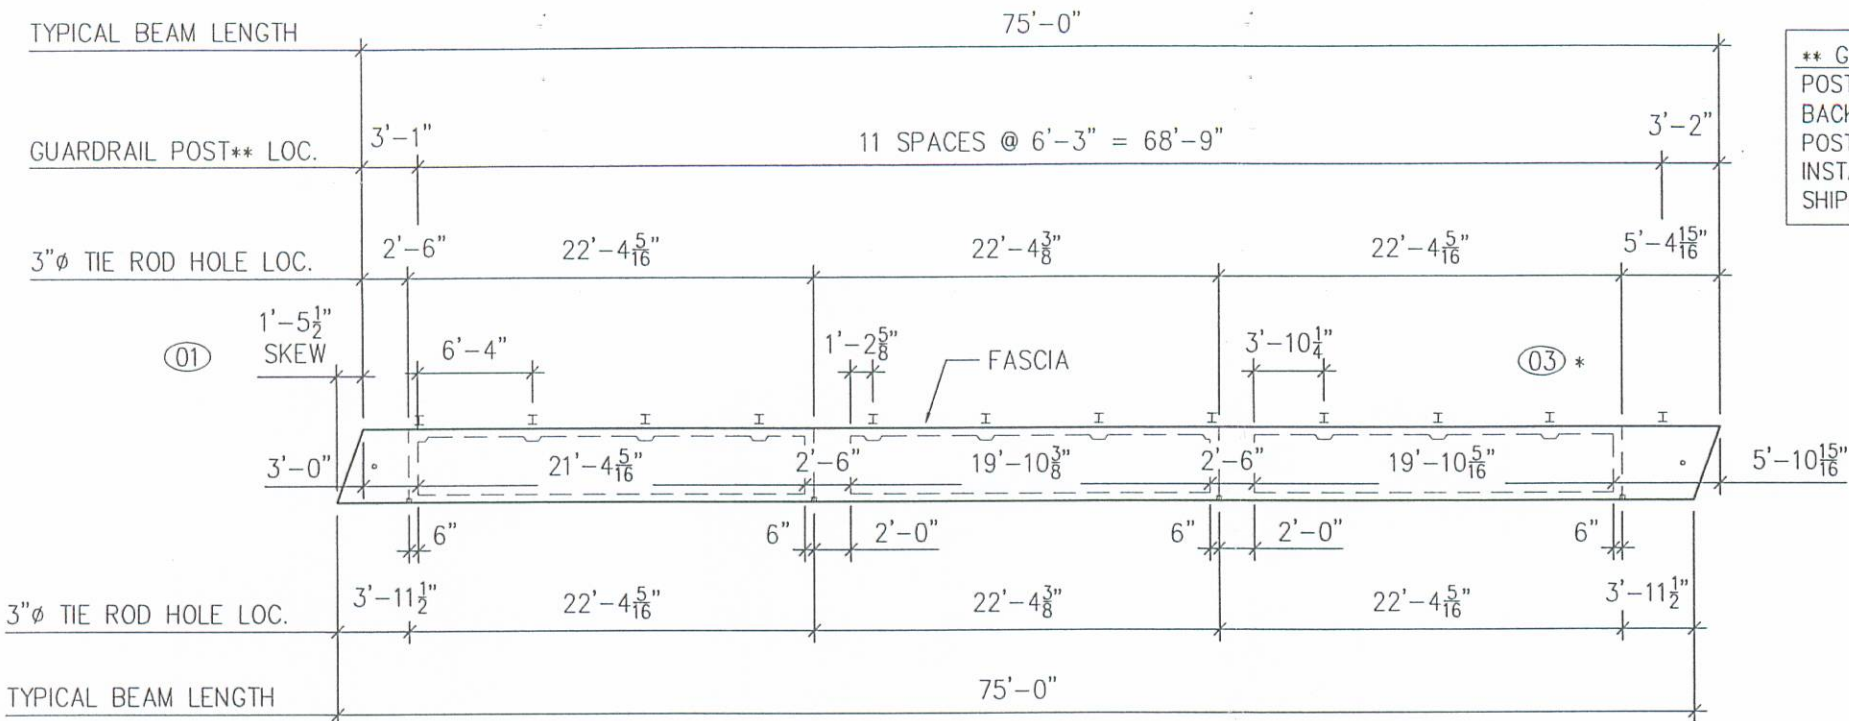 TYPICAL BEAM LENGTH 75'-0"
** G
POST
BACK
POST
INST
SHIP
GUARDRAIL POST** LOC. 3'-1" 11 SPACES @ 6'-3" = 68'-9" 3'-2"
3"ø TIE ROD HOLE LOC. 2'-6" 22'-4 5/16" 22'-4 3/8" 22'-4 5/16" 5'-4 15/16"
01 1'-5 1/2" 6'-4" 1'-2 5/8" FASCIA 3'-10 1/4" 03 *
SKEW
3'-0" 21'-4 5/16" 2'-6" 19'-10 3/8" 2'-6" 19'-10 5/16" 5'-10 15/16"
6" 6" 2'-0" 6" 2'-0" 6"
3"ø TIE ROD HOLE LOC. 3'-11 1/2" 22'-4 5/16" 22'-4 3/8" 22'-4 5/16" 3'-11 1/2"
TYPICAL BEAM LENGTH 75'-0"